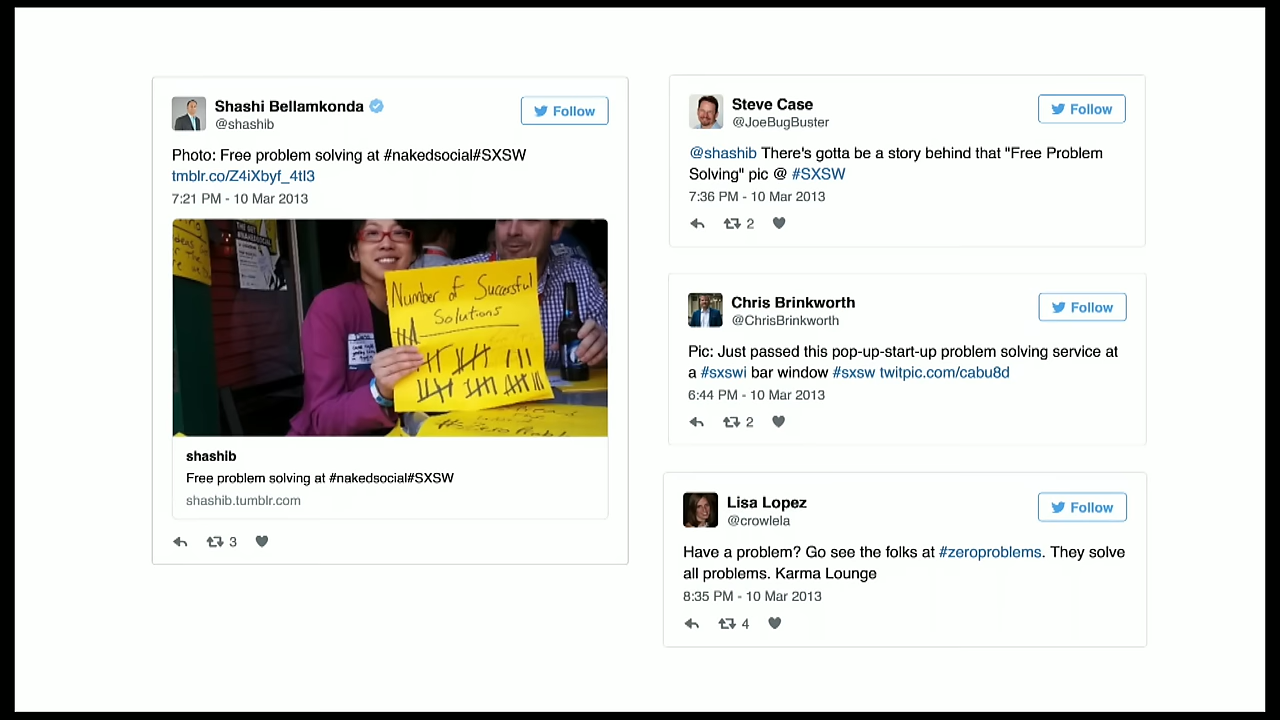 Shashi Bellamkonda
@shashib
Follow
Photo: Free problem solving at #nakedsocial#SXSW
tmblr.co/Z4iXbyf_4tI3
7:21 PM - 10 Mar 2013
Number of Successful
Solutions
shashib
Free problem solving at #nakedsocial#SXSW
shashib.tumblr.com
3
Steve Case
@JoeBugBuster
Follow
@shashib There's gotta be a story behind that "Free Problem
Solving" pic @ #SXSW
7:36 PM - 10 Mar 2013
2
Chris Brinkworth
@ChrisBrinkworth
Follow
Pic: Just passed this pop-up-start-up problem solving service at
a #sxswi bar window #sxsw twitpic.com/cabu8d
6:44 PM - 10 Mar 2013
2
Lisa Lopez
@crowlela
Follow
Have a problem? Go see the folks at #zeroproblems. They solve
all problems. Karma Lounge
8:35 PM - 10 Mar 2013
4